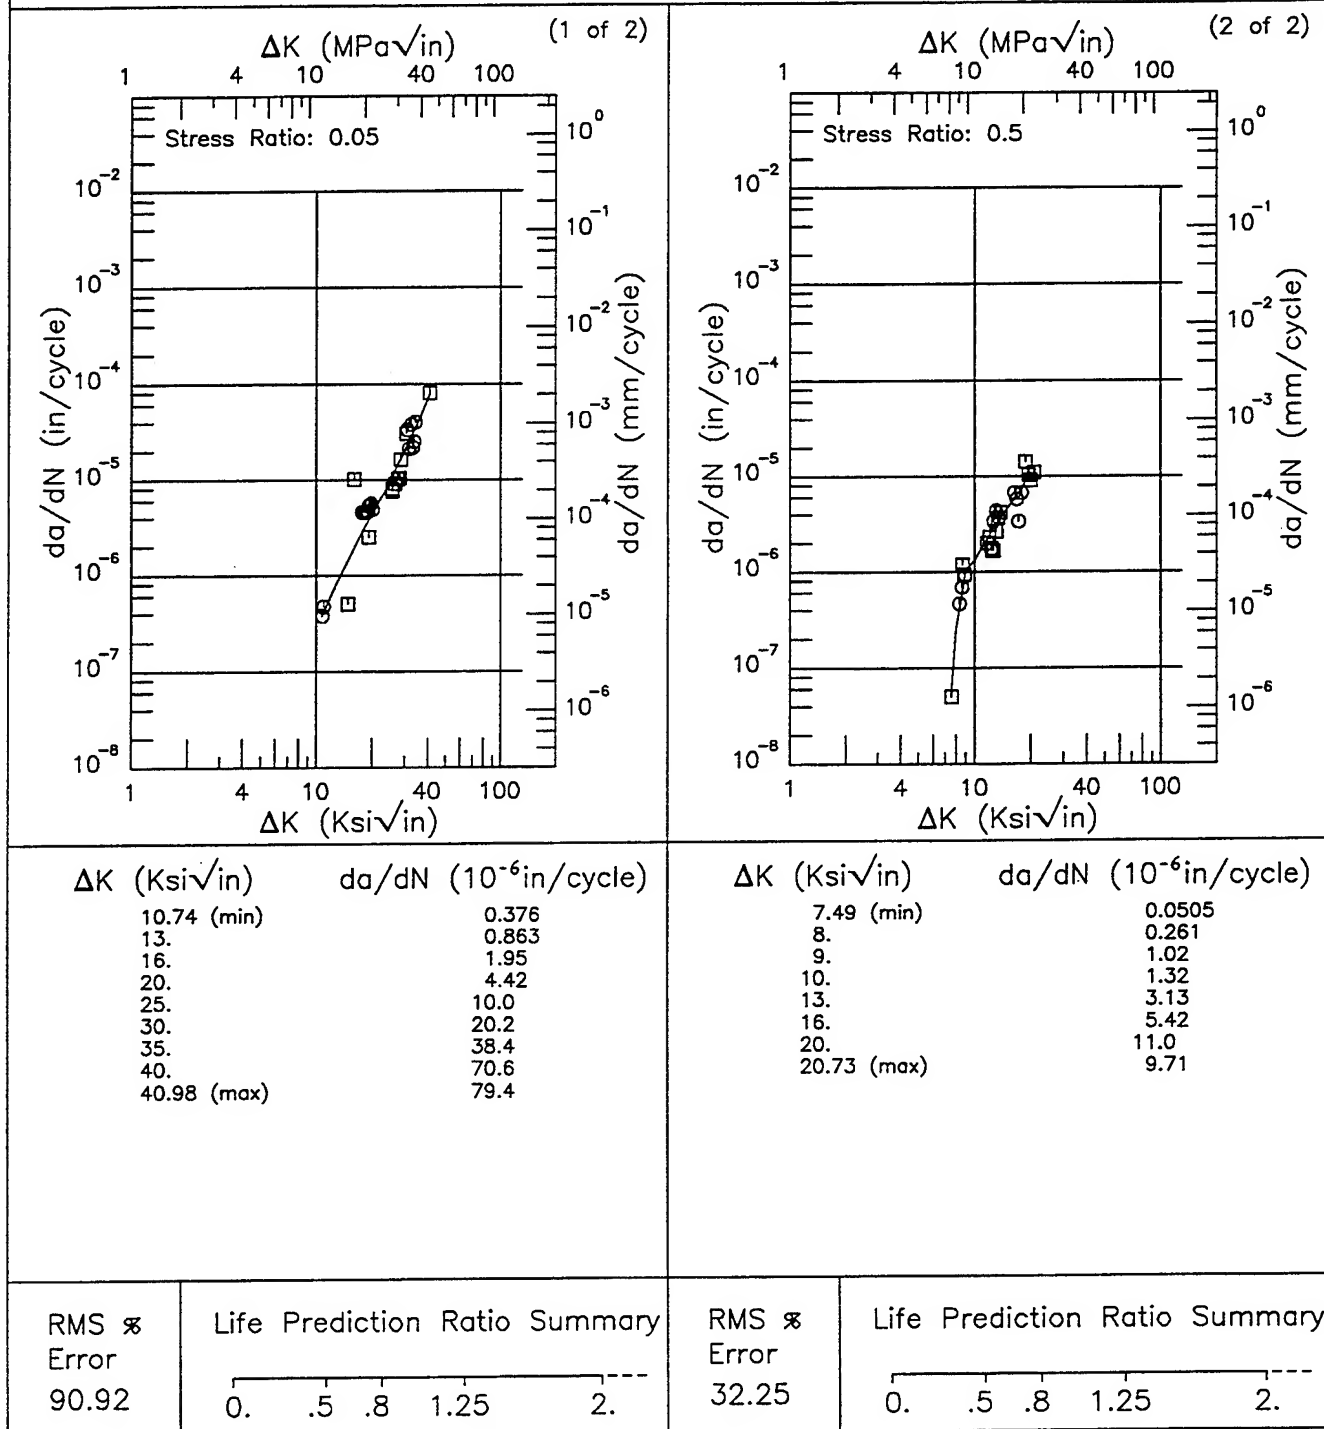 (1 of 2)
ΔK (MPa√in)
1 4 10 40 100
Stress Ratio: 0.05
10⁰
10⁻¹
10⁻²
10⁻³
10⁻⁴
10⁻⁵
10⁻⁶
da/dN (mm/cycle)
10⁻²
10⁻³
10⁻⁴
10⁻⁵
10⁻⁶
10⁻⁷
10⁻⁸
da/dN (in/cycle)
1 4 10 40 100
ΔK (Ksi√in)
ΔK (Ksi√in) da/dN (10⁻⁶in/cycle)
10.74 (min) 0.376
13. 0.863
16. 1.95
20. 4.42
25. 10.0
30. 20.2
35. 38.4
40. 70.6
40.98 (max) 79.4
RMS % Error
90.92
Life Prediction Ratio Summary
0. .5 .8 1.25 2.
(2 of 2)
ΔK (MPa√in)
1 4 10 40 100
Stress Ratio: 0.5
10⁰
10⁻¹
10⁻²
10⁻³
10⁻⁴
10⁻⁵
10⁻⁶
da/dN (mm/cycle)
10⁻²
10⁻³
10⁻⁴
10⁻⁵
10⁻⁶
10⁻⁷
10⁻⁸
da/dN (in/cycle)
1 4 10 40 100
ΔK (Ksi√in)
ΔK (Ksi√in) da/dN (10⁻⁶in/cycle)
7.49 (min) 0.0505
8. 0.261
9. 1.02
10. 1.32
13. 3.13
16. 5.42
20. 11.0
20.73 (max) 9.71
RMS % Error
32.25
Life Prediction Ratio Summary
0. .5 .8 1.25 2.